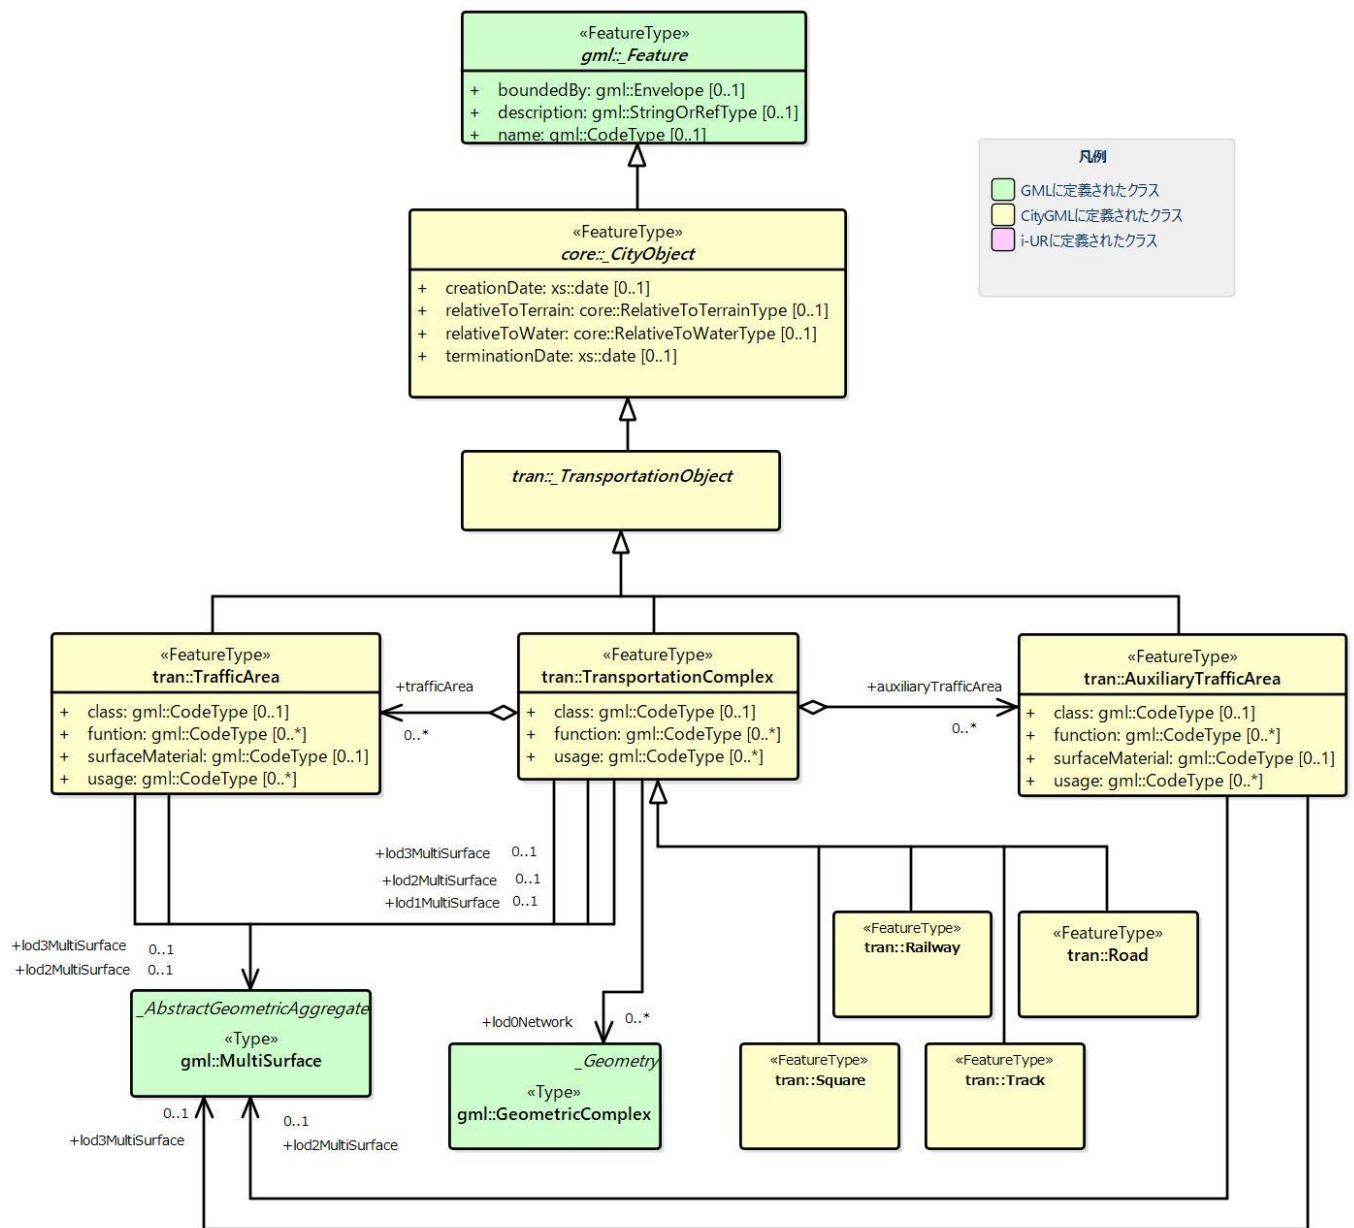 «FeatureType»
gml::_Feature
+ boundedBy: gml::Envelope [0..1]
+ description: gml::StringOrRefType [0..1]
+ name: gml::CodeType [0..1]
凡例
GMLに定義されたクラス
CityGMLに定義されたクラス
i-URに定義されたクラス
«FeatureType»
core::_CityObject
+ creationDate: xs::date [0..1]
+ relativeToTerrain: core::RelativeToTerrainType [0..1]
+ relativeToWater: core::RelativeToWaterType [0..1]
+ terminationDate: xs::date [0..1]
tran::_TransportationObject
«FeatureType»
tran::TrafficArea
+ class: gml::CodeType [0..1]
+ funtion: gml::CodeType [0..*]
+ surfaceMaterial: gml::CodeType [0..1]
+ usage: gml::CodeType [0..*]
+trafficArea
0..*
«FeatureType»
tran::TransportationComplex
+ class: gml::CodeType [0..1]
+ function: gml::CodeType [0..*]
+ usage: gml::CodeType [0..*]
+auxiliaryTrafficArea
0..*
«FeatureType»
tran::AuxiliaryTrafficArea
+ class: gml::CodeType [0..1]
+ function: gml::CodeType [0..*]
+ surfaceMaterial: gml::CodeType [0..1]
+ usage: gml::CodeType [0..*]
+lod3MultiSurface 0..1
+lod2MultiSurface 0..1
+lod1MultiSurface 0..1
+lod3MultiSurface 0..1
+lod2MultiSurface 0..1
«FeatureType»
tran::Railway
«FeatureType»
tran::Road
_AbstractGeometricAggregate
«Type»
gml::MultiSurface
+lod0Network 0..*
_Geometry
«Type»
gml::GeometricComplex
«FeatureType»
tran::Square
«FeatureType»
tran::Track
0..1
+lod3MultiSurface
0..1
+lod2MultiSurface